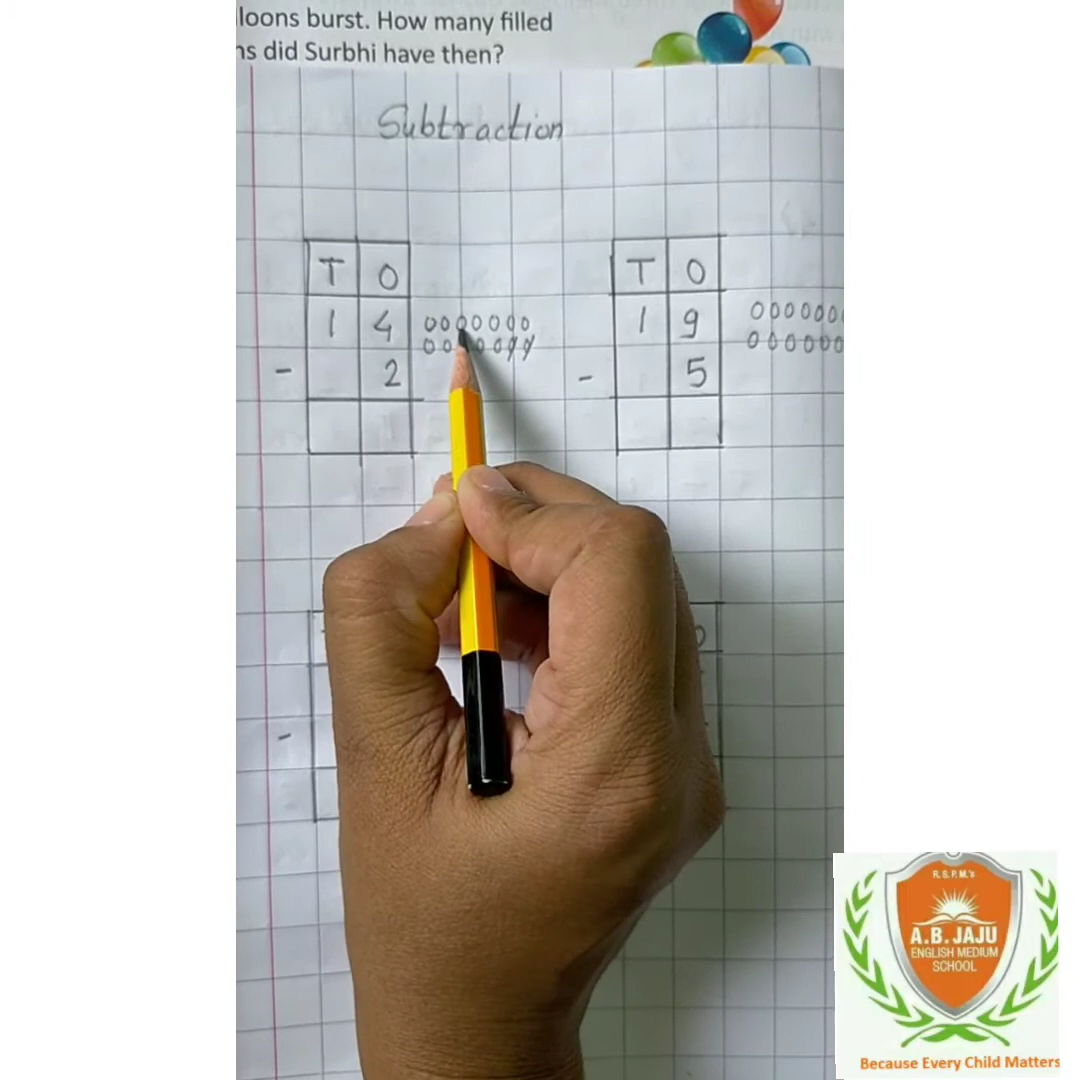 loons burst. How many filled
ns did Surbhi have then?
Subtraction
T O
1 4
- 2
T O
1 9
- 5
-
R. S. P. M.'s
A.B. JAJU
ENGLISH MEDIUM
SCHOOL
Because Every Child Matters